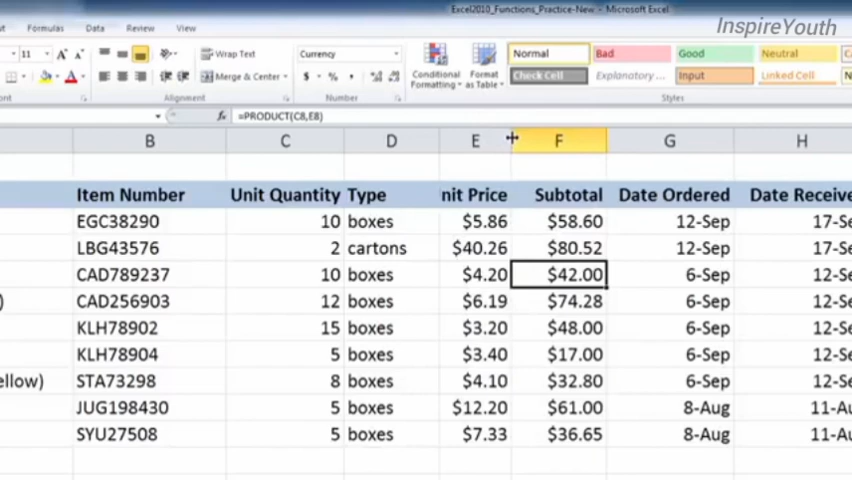 Excel2010_Functions_Practice-New - Microsoft Excel
InspireYouth
Formulas Data Review View
11 A A Wrap Text Currency Conditional Formatting Format as Table Normal Bad Good Neutral
Merge & Center $ % , Check Cell Explanatory ... Input Linked Cell
Alignment Number Styles
fx =PRODUCT(C8,E8)
B C D E F G H
Item Number Unit Quantity Type nit Price Subtotal Date Ordered Date Receive
EGC38290 10 boxes $5.86 $58.60 12-Sep 17-Se
LBG43576 2 cartons $40.26 $80.52 12-Sep 17-Se
CAD789237 10 boxes $4.20 $42.00 6-Sep 12-Se
) CAD256903 12 boxes $6.19 $74.28 6-Sep 12-Se
KLH78902 15 boxes $3.20 $48.00 6-Sep 12-Se
KLH78904 5 boxes $3.40 $17.00 6-Sep 12-Se
ellow) STA73298 8 boxes $4.10 $32.80 6-Sep 12-Se
JUG198430 5 boxes $12.20 $61.00 8-Aug 11-Au
SYU27508 5 boxes $7.33 $36.65 8-Aug 11-Au